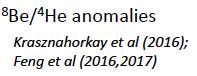 ⁸Be/⁴He anomalies
Krasznahorkay et al (2016);
Feng et al (2016,2017)